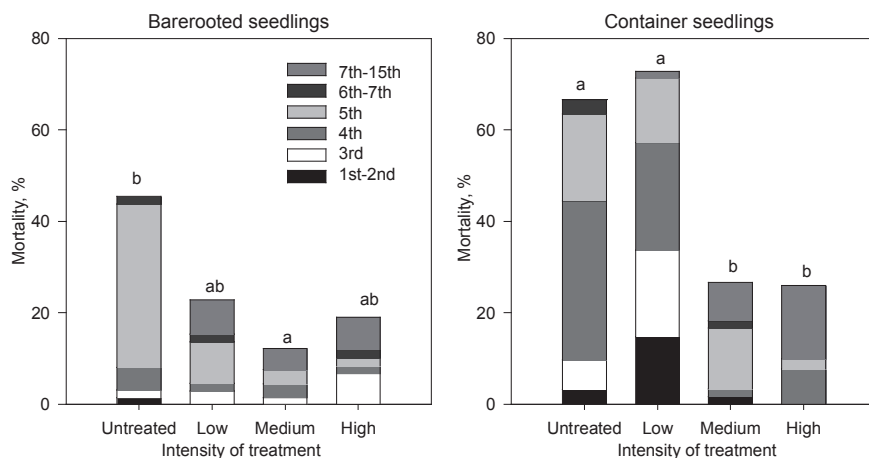 Barerooted seedlings
80
60
40
20
0
Mortality, %
b
ab
a
ab
7th-15th
6th-7th
5th
4th
3rd
1st-2nd
Untreated Low Medium High
Intensity of treatment
Container seedlings
80
60
40
20
0
Mortality, %
a
a
b
b
Untreated Low Medium High
Intensity of treatment